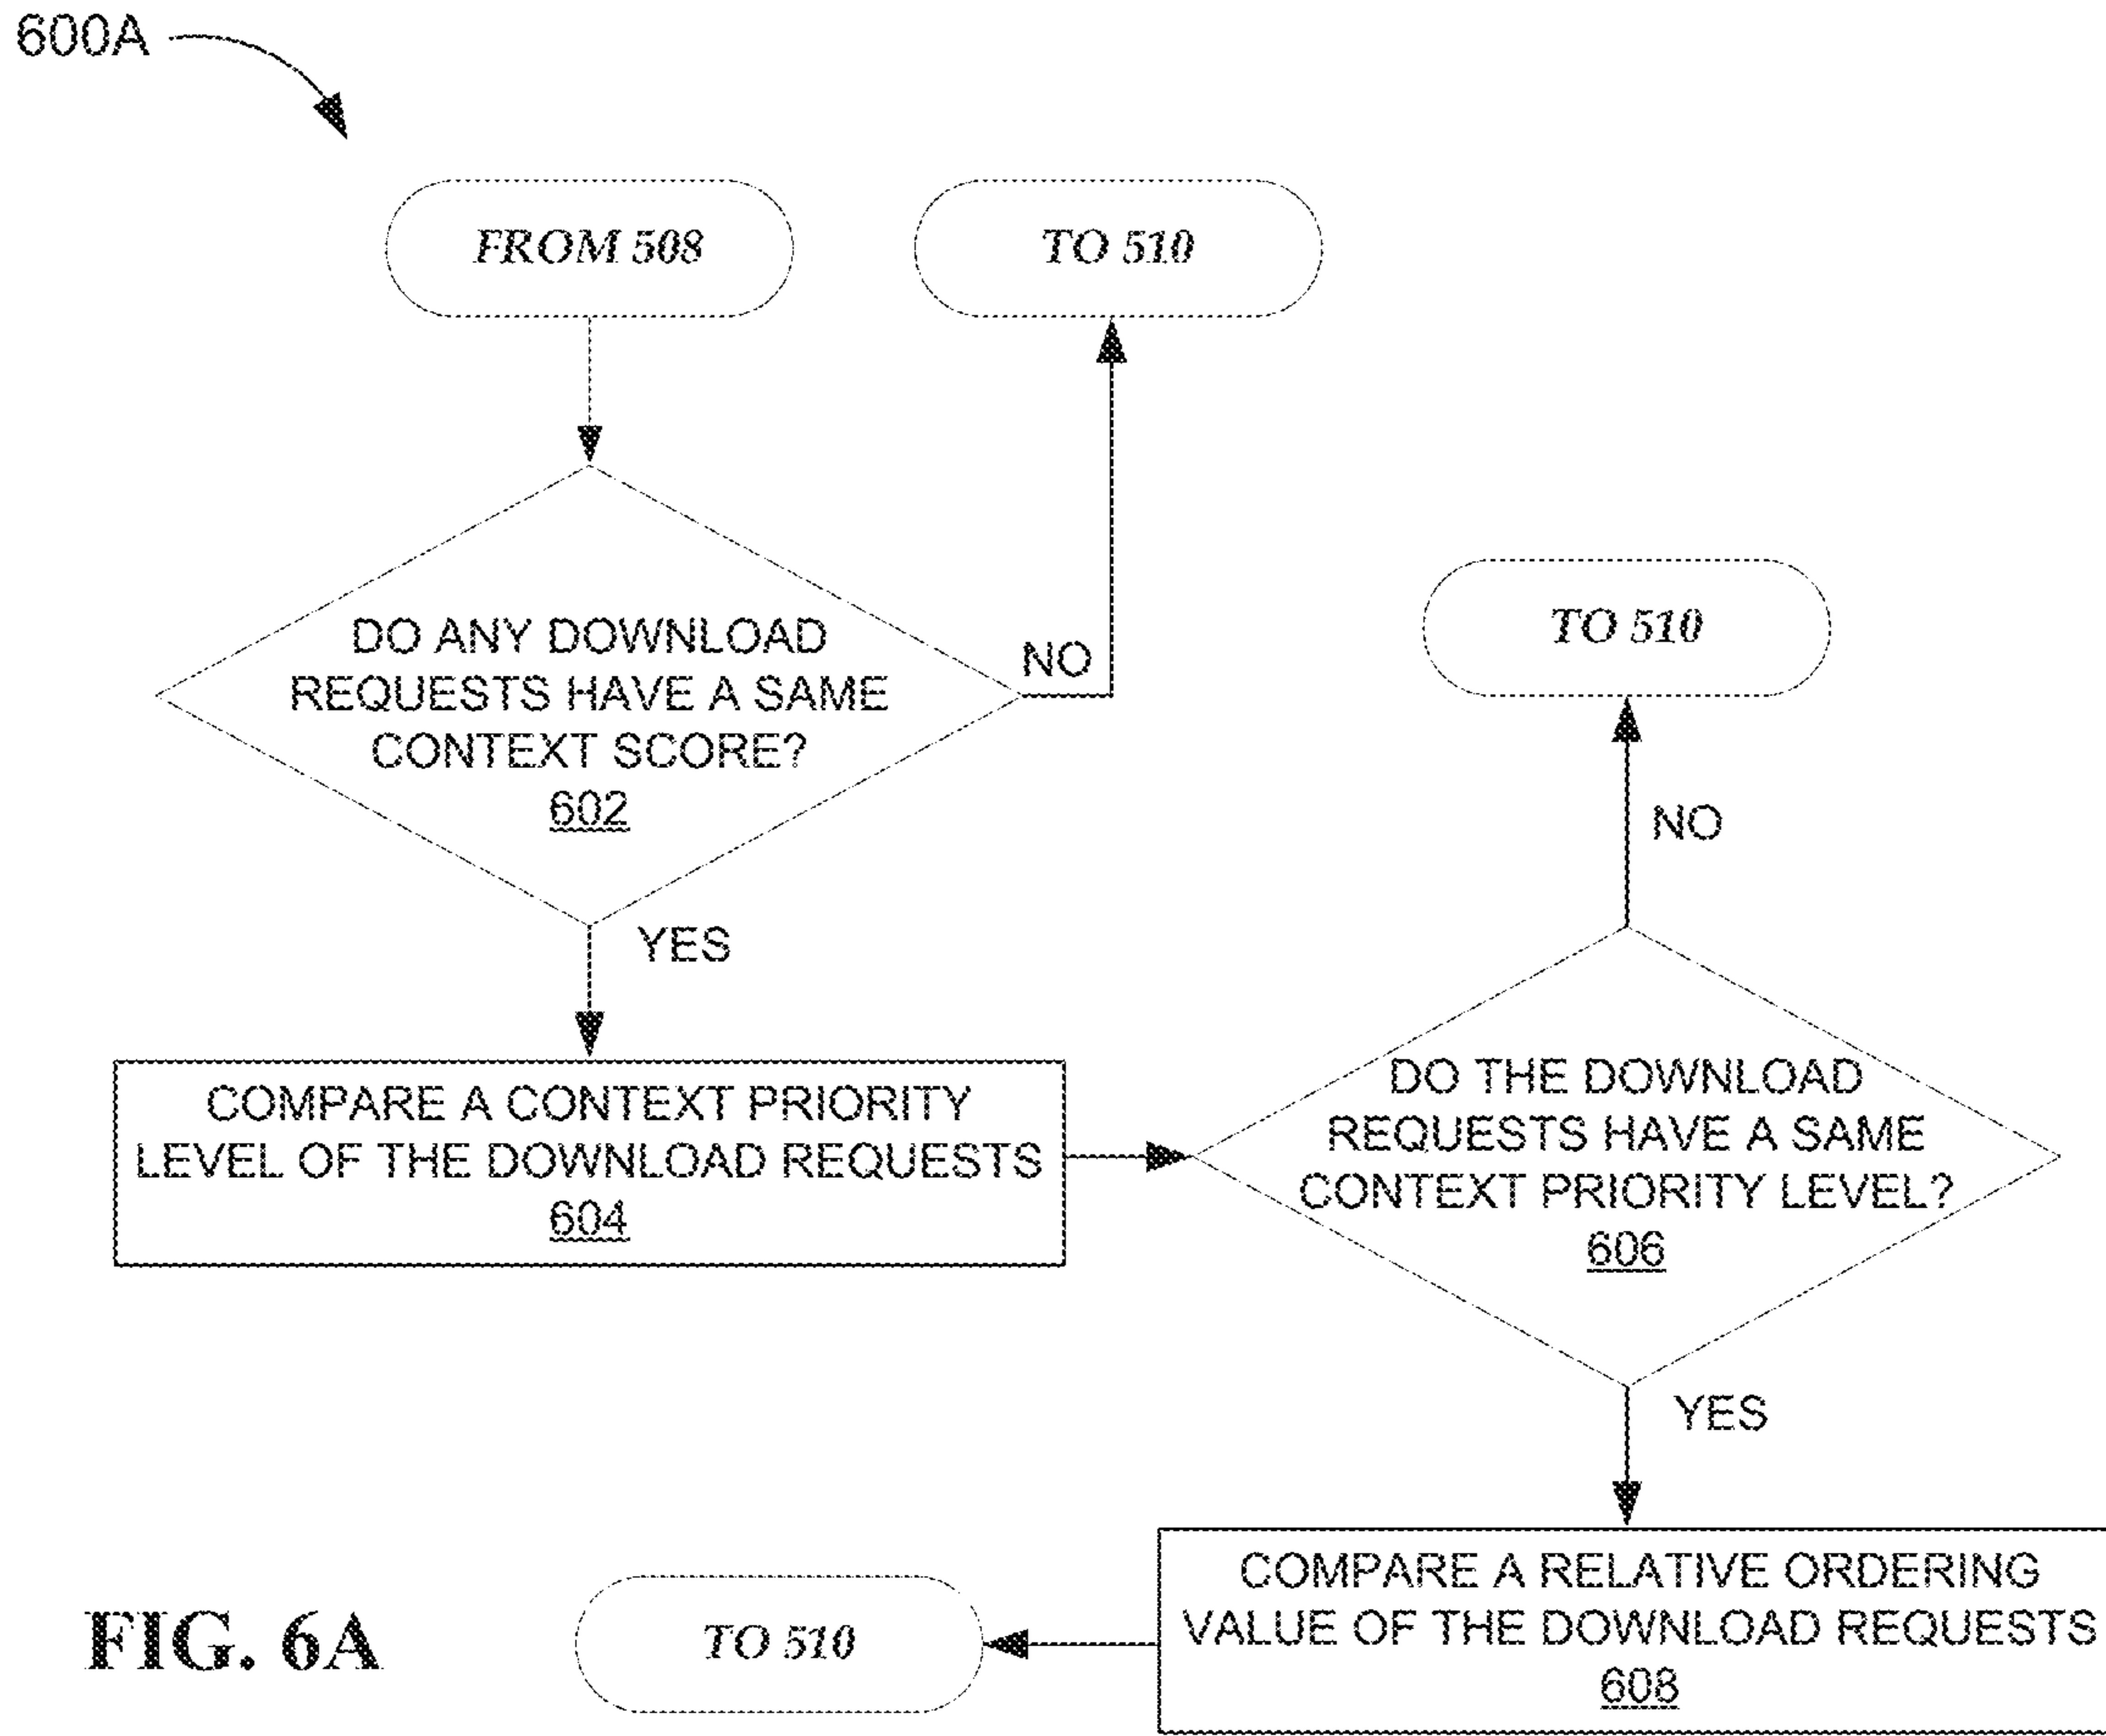 600A
FROM 508
TO 510
DO ANY DOWNLOAD
REQUESTS HAVE A SAME
CONTEXT SCORE?
602
NO
YES
TO 510
NO
COMPARE A CONTEXT PRIORITY
LEVEL OF THE DOWNLOAD REQUESTS
604
DO THE DOWNLOAD
REQUESTS HAVE A SAME
CONTEXT PRIORITY LEVEL?
606
YES
COMPARE A RELATIVE ORDERING
VALUE OF THE DOWNLOAD REQUESTS
608
TO 510
FIG. 6A